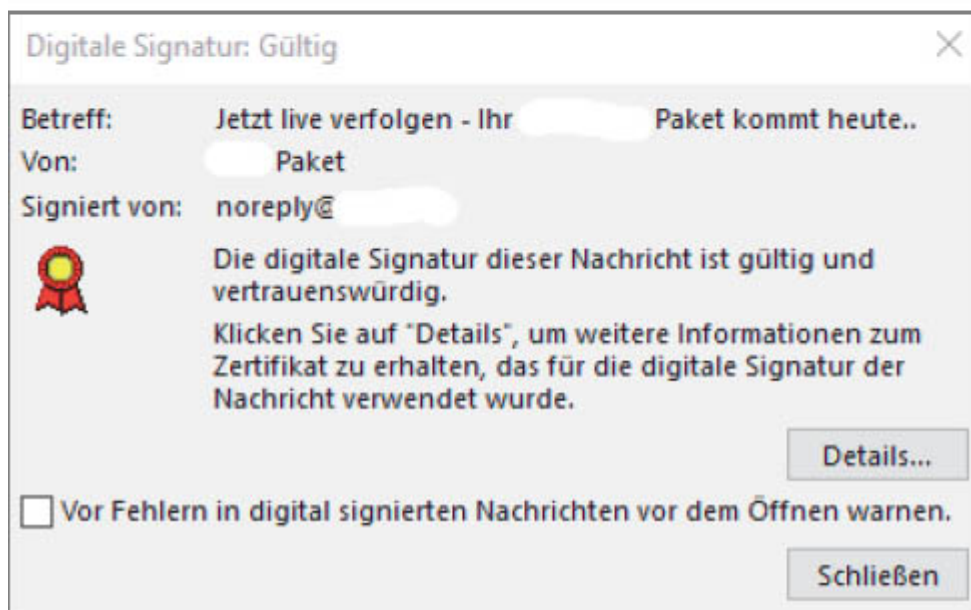 Digitale Signatur: Gültig
Betreff: Jetzt live verfolgen - Ihr Paket kommt heute..
Von: Paket
Signiert von: noreply@
Die digitale Signatur dieser Nachricht ist gültig und
vertrauenswürdig.
Klicken Sie auf "Details", um weitere Informationen zum
Zertifikat zu erhalten, das für die digitale Signatur der
Nachricht verwendet wurde.
Details...
Vor Fehlern in digital signierten Nachrichten vor dem Öffnen warnen.
Schließen